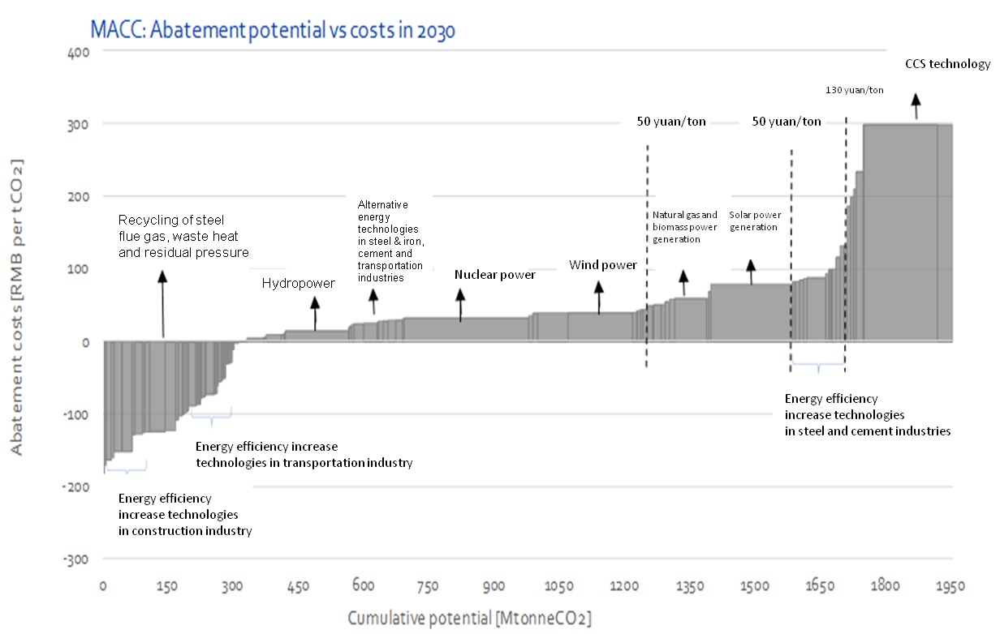 MACC: Abatement potential vs costs in 2030
400
300
200
100
0
-100
-200
-300
Abatement costs [RMB per t CO2]
CCS technology
130 yuan/ton
50 yuan/ton
50 yuan/ton
Recycling of steel
flue gas, waste heat
and residual pressure
Hydropower
Alternative
energy
technologies
in steel & iron,
cement and
transportation
industries
Nuclear power
Wind power
Natural gas and
biomass power
generation
Solar power
generation
Energy efficiency increase
technologies in transportation industry
Energy efficiency
increase technologies
in construction industry
Energy efficiency
increase technologies
in steel and cement industries
0 150 300 450 600 750 900 1050 1200 1350 1500 1650 1800 1950
Cumulative potential [MtonneCO2]